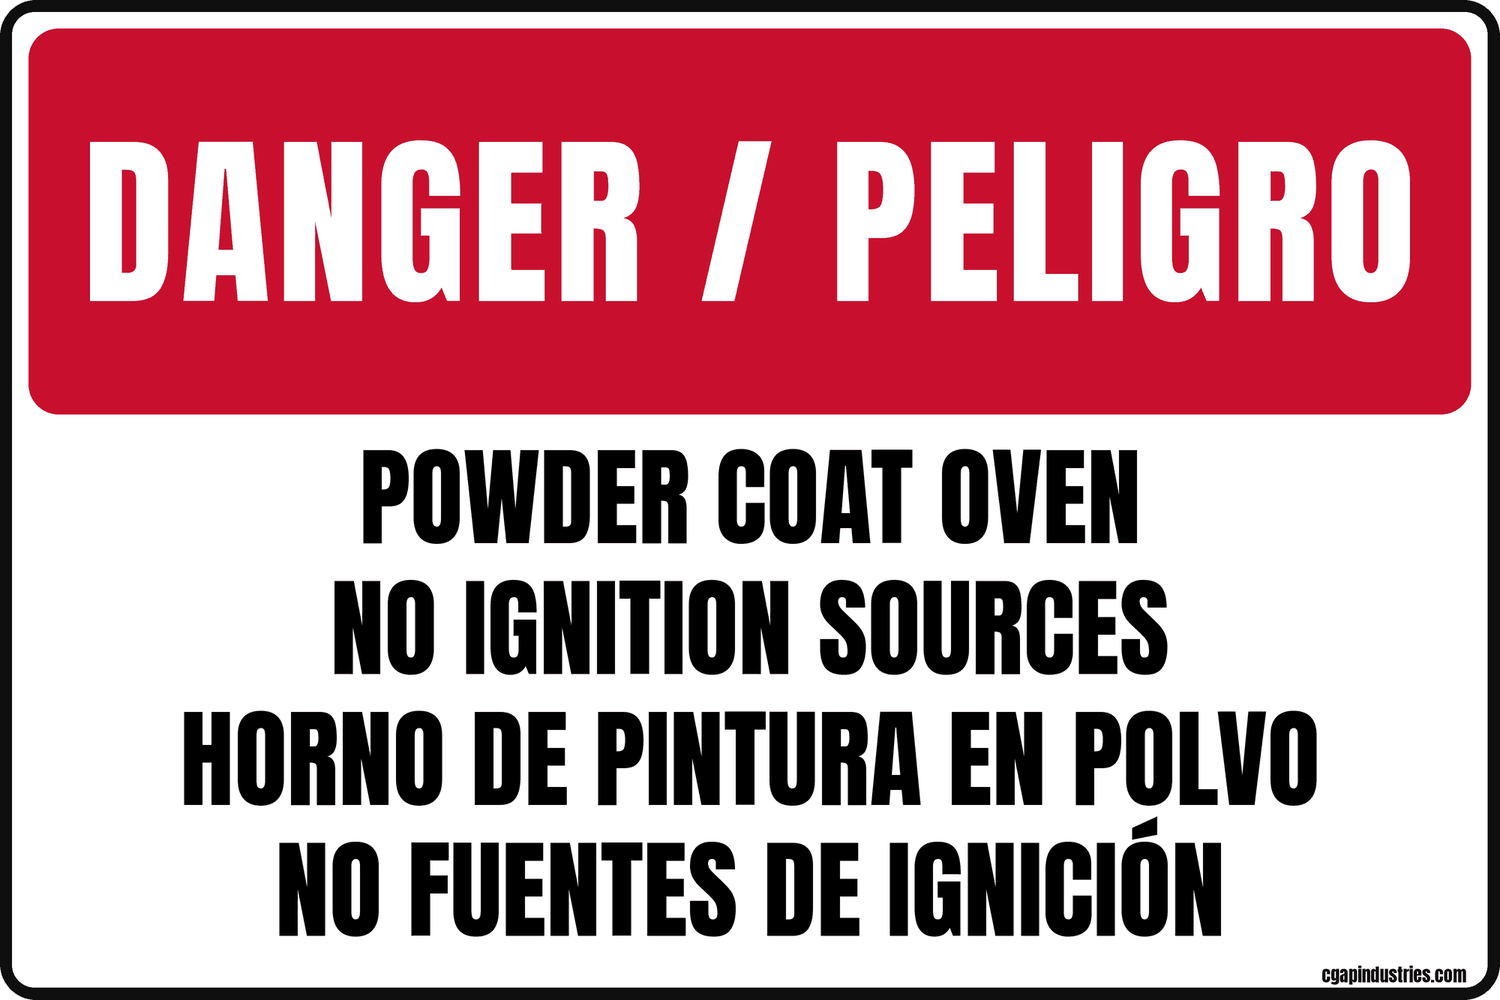 DANGER / PELIGRO
POWDER COAT OVEN
NO IGNITION SOURCES
HORNO DE PINTURA EN POLVO
NO FUENTES DE IGNICIÓN
cgapindustries.com